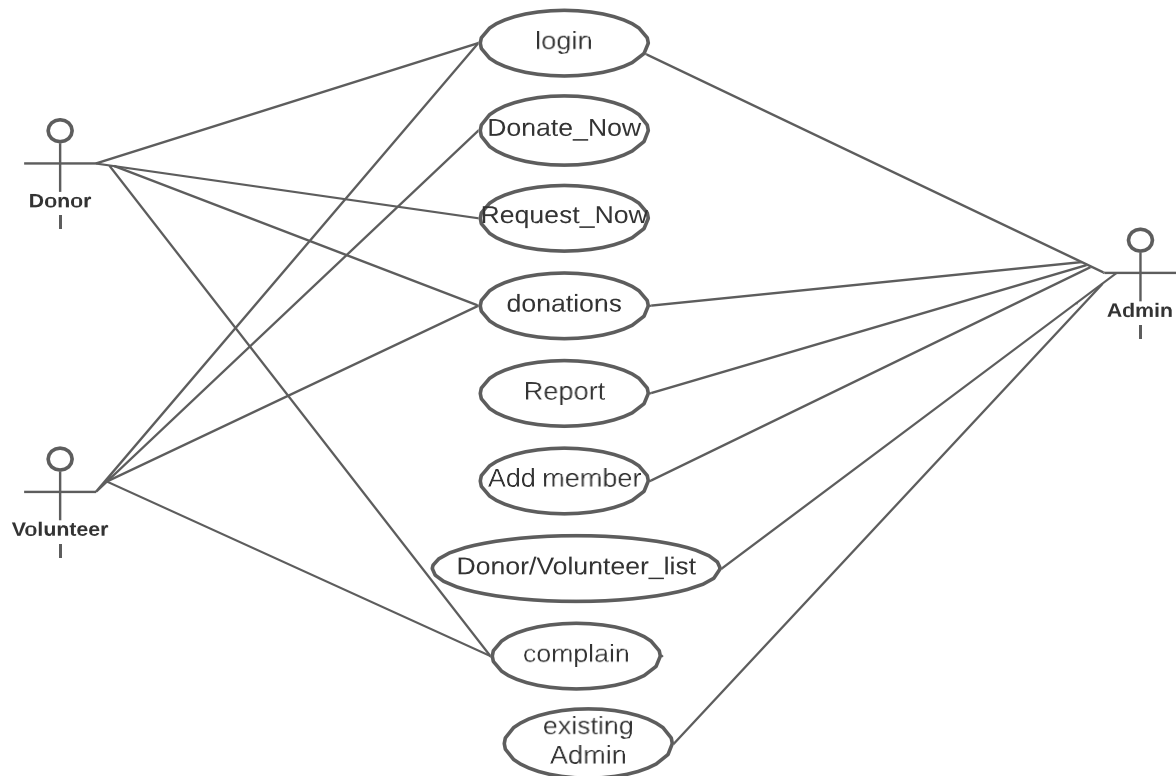 login
Donate_Now
Donor
Request_Now
donations
Admin
Report
Add member
Volunteer
Donor/Volunteer_list
complain
existing
Admin